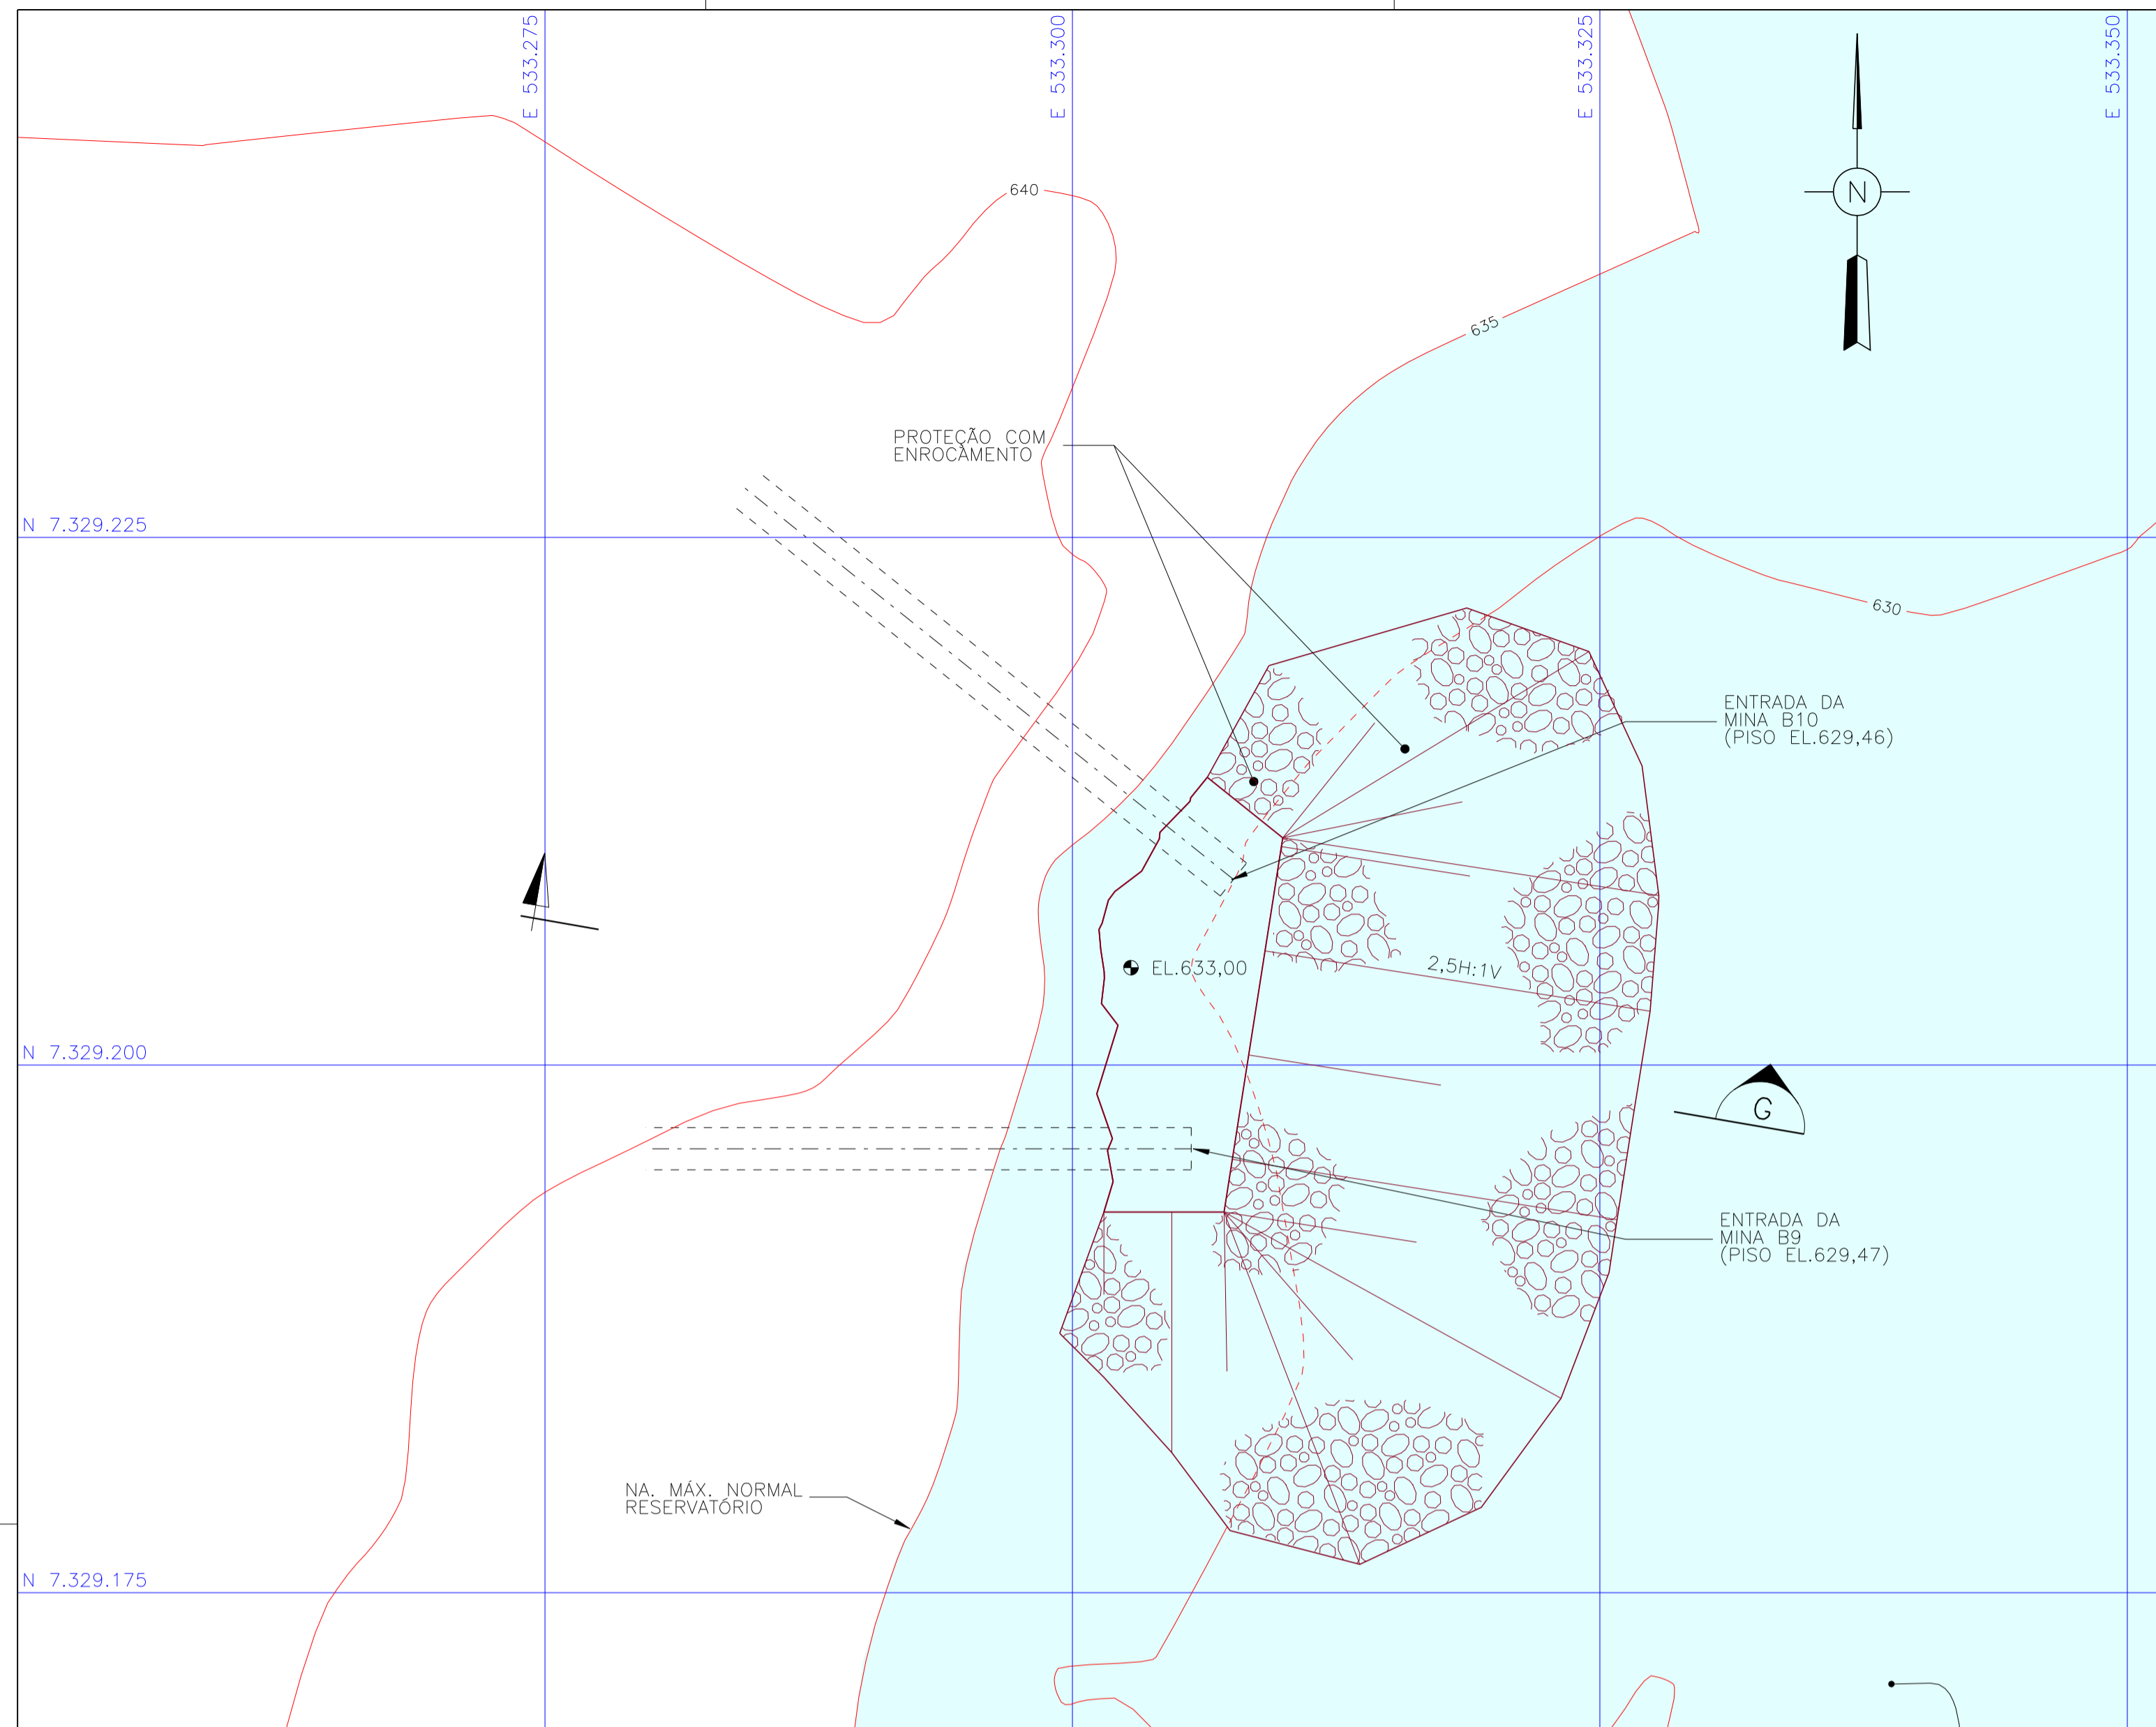 E 533.275
E 533.300
E 533.325
E 533.350
N
640
635
PROTEÇÃO COM
ENROCAMENTO
N 7.329.225
630
ENTRADA DA
MINA B10
(PISO EL.629,46)
EL.633,00
2,5H:1V
N 7.329.200
G
ENTRADA DA
MINA B9
(PISO EL.629,47)
NA. MÁX. NORMAL
RESERVATÓRIO
N 7.329.175